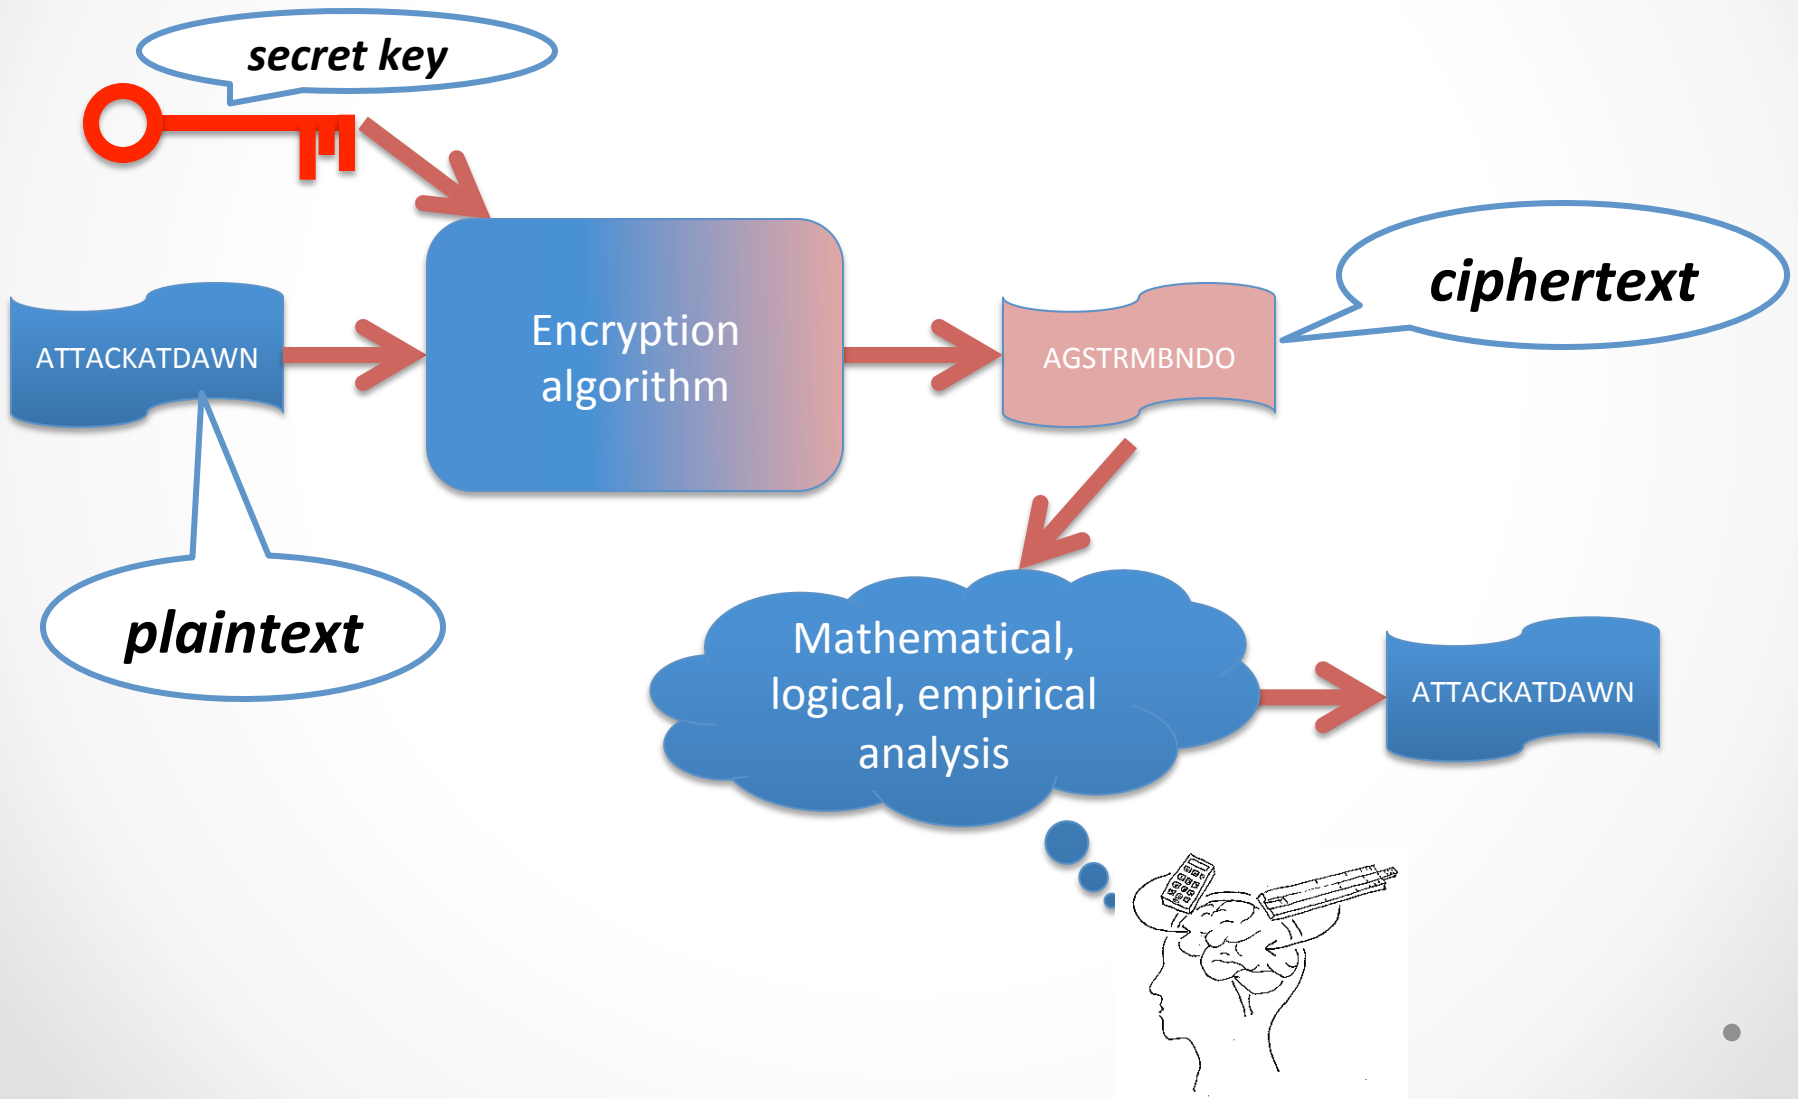 secret key
ATTACKATDAWN
Encryption
algorithm
AGSTRMBNDO
ciphertext
plaintext
Mathematical,
logical, empirical
analysis
ATTACKATDAWN